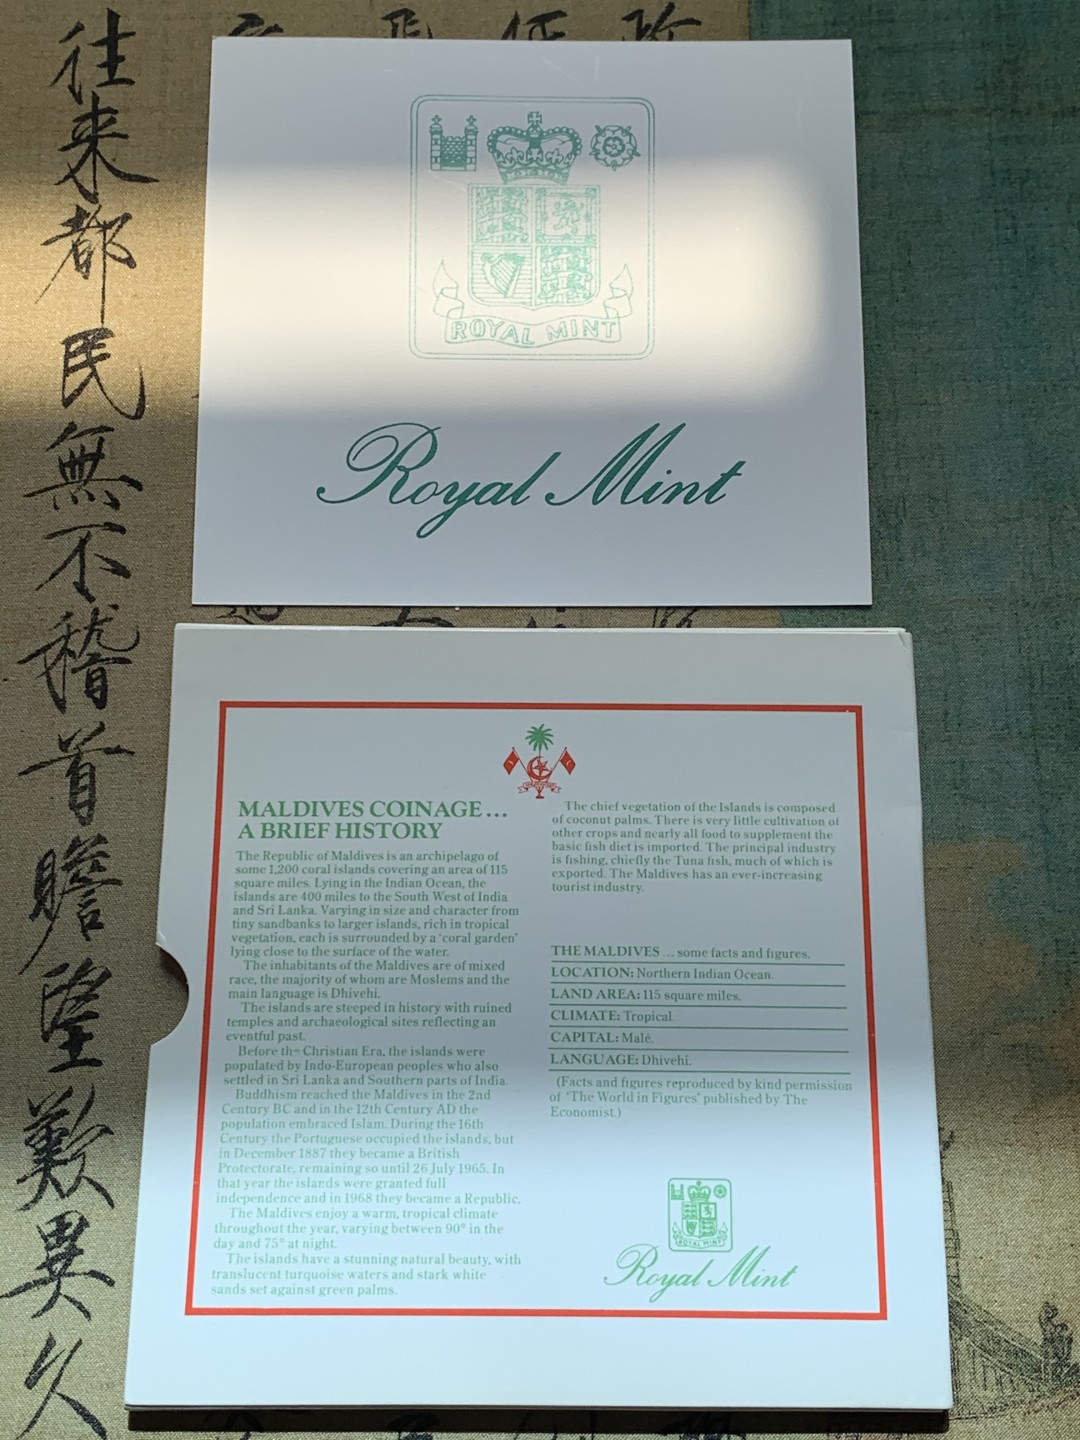 往来都民無不稽首瞻望歎異久
ROYAL MINT
Royal Mint
MALDIVES COINAGE...
A BRIEF HISTORY
The Republic of Maldives is an archipelago of
some 1,200 coral islands covering an area of 115
square miles. Lying in the Indian Ocean, the
islands are 400 miles to the South West of India
and Sri Lanka. Varying in size and character from
tiny sandbanks to larger islands, rich in tropical
vegetation, each is surrounded by a 'coral garden'
lying close to the surface of the water.
The inhabitants of the Maldives are of mixed
race, the majority of whom are Moslems and the
main language is Dhivehi.
The islands are steeped in history with ruined
temples and archaeological sites reflecting an
eventful past.
Before the Christian Era, the islands were
populated by Indo-European peoples who also
settled in Sri Lanka and Southern parts of India.
Buddhism reached the Maldives in the 2nd
Century BC and in the 12th Century AD the
population embraced Islam. During the 16th
Century the Portuguese occupied the islands, but
in December 1887 they became a British
Protectorate, remaining so until 26 July 1965. In
that year the islands were granted full
independence and in 1968 they became a Republic.
The Maldives enjoy a warm, tropical climate
throughout the year, varying between 90° in the
day and 75° at night.
The islands have a stunning natural beauty, with
translucent turquoise waters and stark white
sands set against green palms.
The chief vegetation of the Islands is composed
of coconut palms. There is very little cultivation of
other crops and nearly all food to supplement the
basic fish diet is imported. The principal industry
is fishing, chiefly the Tuna fish, much of which is
exported. The Maldives has an ever-increasing
tourist industry.
THE MALDIVES ... some facts and figures.
LOCATION: Northern Indian Ocean.
LAND AREA: 115 square miles.
CLIMATE: Tropical.
CAPITAL: Malé.
LANGUAGE: Dhivehi.
(Facts and figures reproduced by kind permission
of 'The World in Figures' published by The
Economist.)
ROYAL MINT
Royal Mint